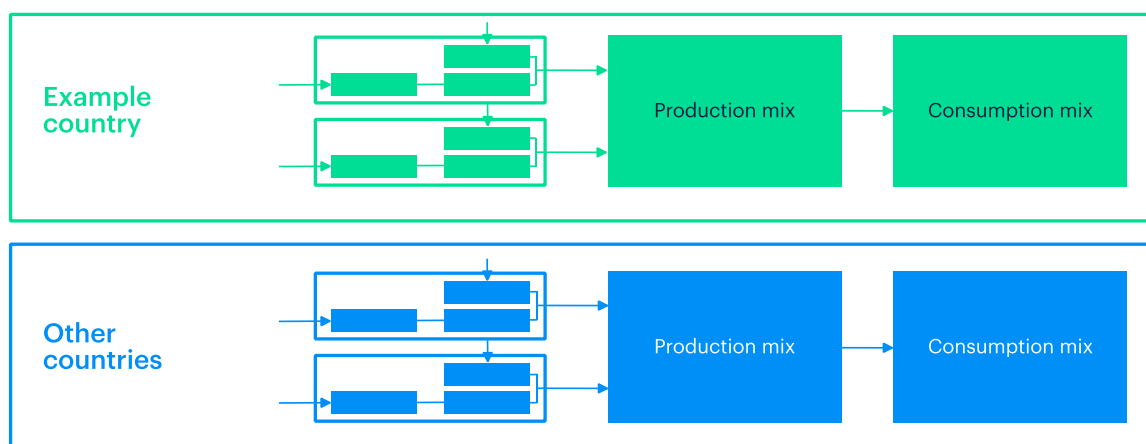 Example
country
Production mix
Consumption mix
Other
countries
Production mix
Consumption mix